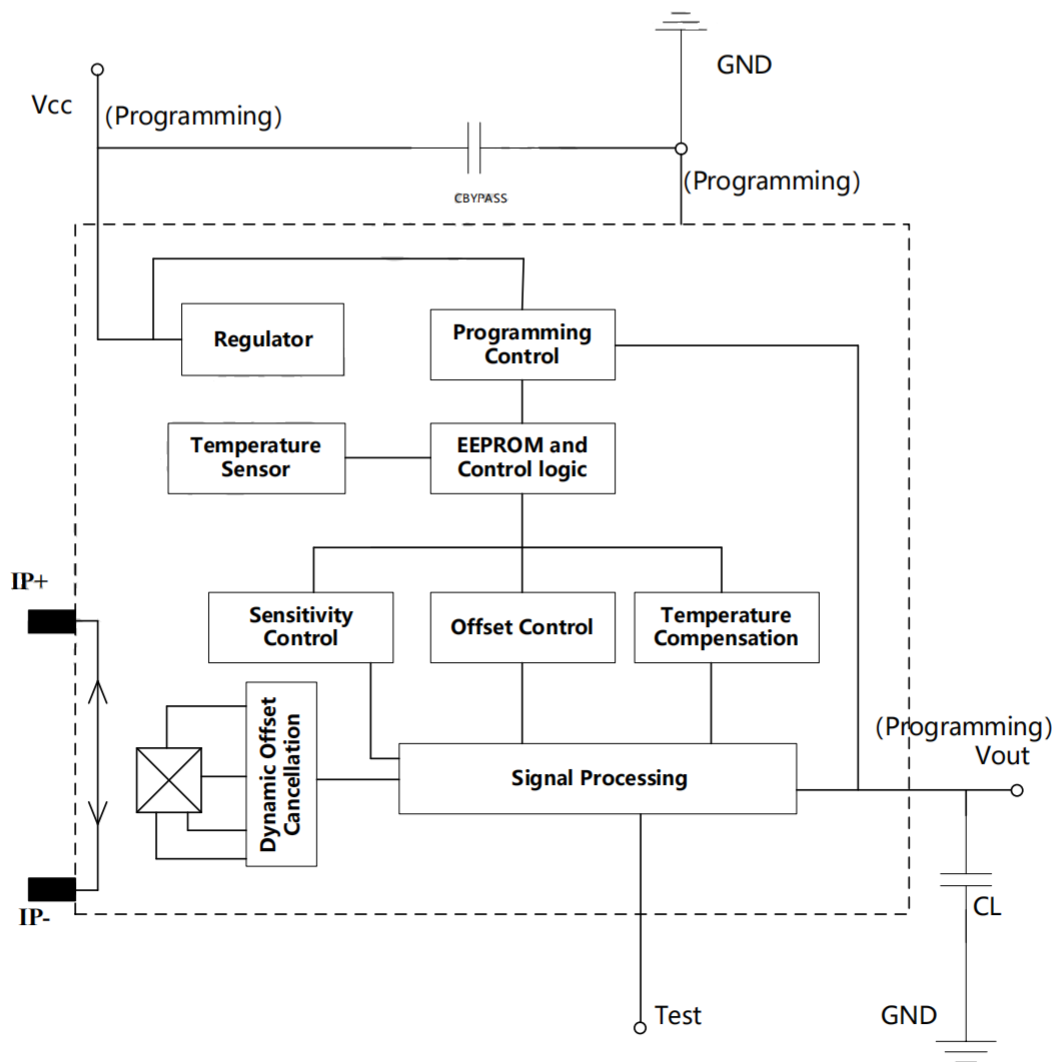 GND
Vcc
(Programming)
(Programming)
CBYPASS
Regulator
Programming
Control
Temperature
Sensor
EEPROM and
Control logic
IP+
Sensitivity
Control
Offset Control
Temperature
Compensation
Dynamic Offset
Cancellation
(Programming)
Vout
Signal Processing
CL
IP-
Test
GND